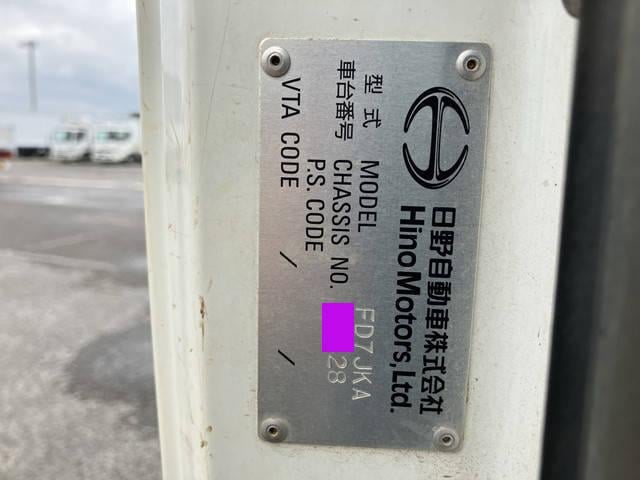 日野自動車株式会社
Hino Motors, Ltd.
型式 MODEL FD7JKA
車台番号 CHASSIS NO. 28
P.S. CODE
VTA CODE / /